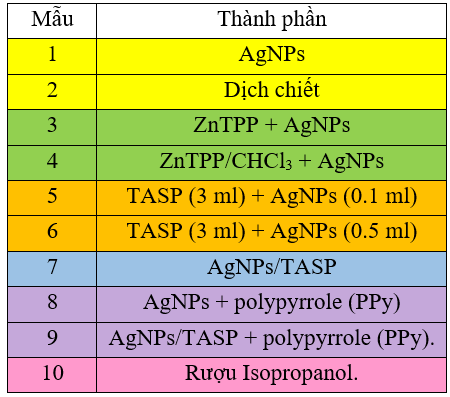 Mẫu Thành phần
1 AgNPs
2 Dịch chiết
3 ZnTPP + AgNPs
4 ZnTPP/CHCl₃ + AgNPs
5 TASP (3 ml) + AgNPs (0.1 ml)
6 TASP (3 ml) + AgNPs (0.5 ml)
7 AgNPs/TASP
8 AgNPs + polypyrrole (PPy)
9 AgNPs/TASP + polypyrrole (PPy).
10 Rượu Isopropanol.